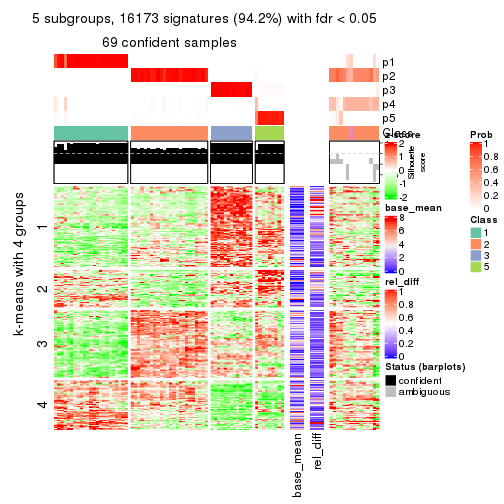 5 subgroups, 16173 signatures (94.2%) with fdr < 0.05
69 confident samples
p1
p2
p3
p4
p5
Class
Silhouette
score
k-means with 4 groups
1
2
3
4
base_mean
rel_diff
z-score
2
1
0
-1
-2
base_mean
8
6
4
2
0
rel_diff
1
0.8
0.6
0.4
0.2
0
Status (barplots)
confident
ambiguous
Prob
1
0.8
0.6
0.4
0.2
0
Class
1
2
3
5